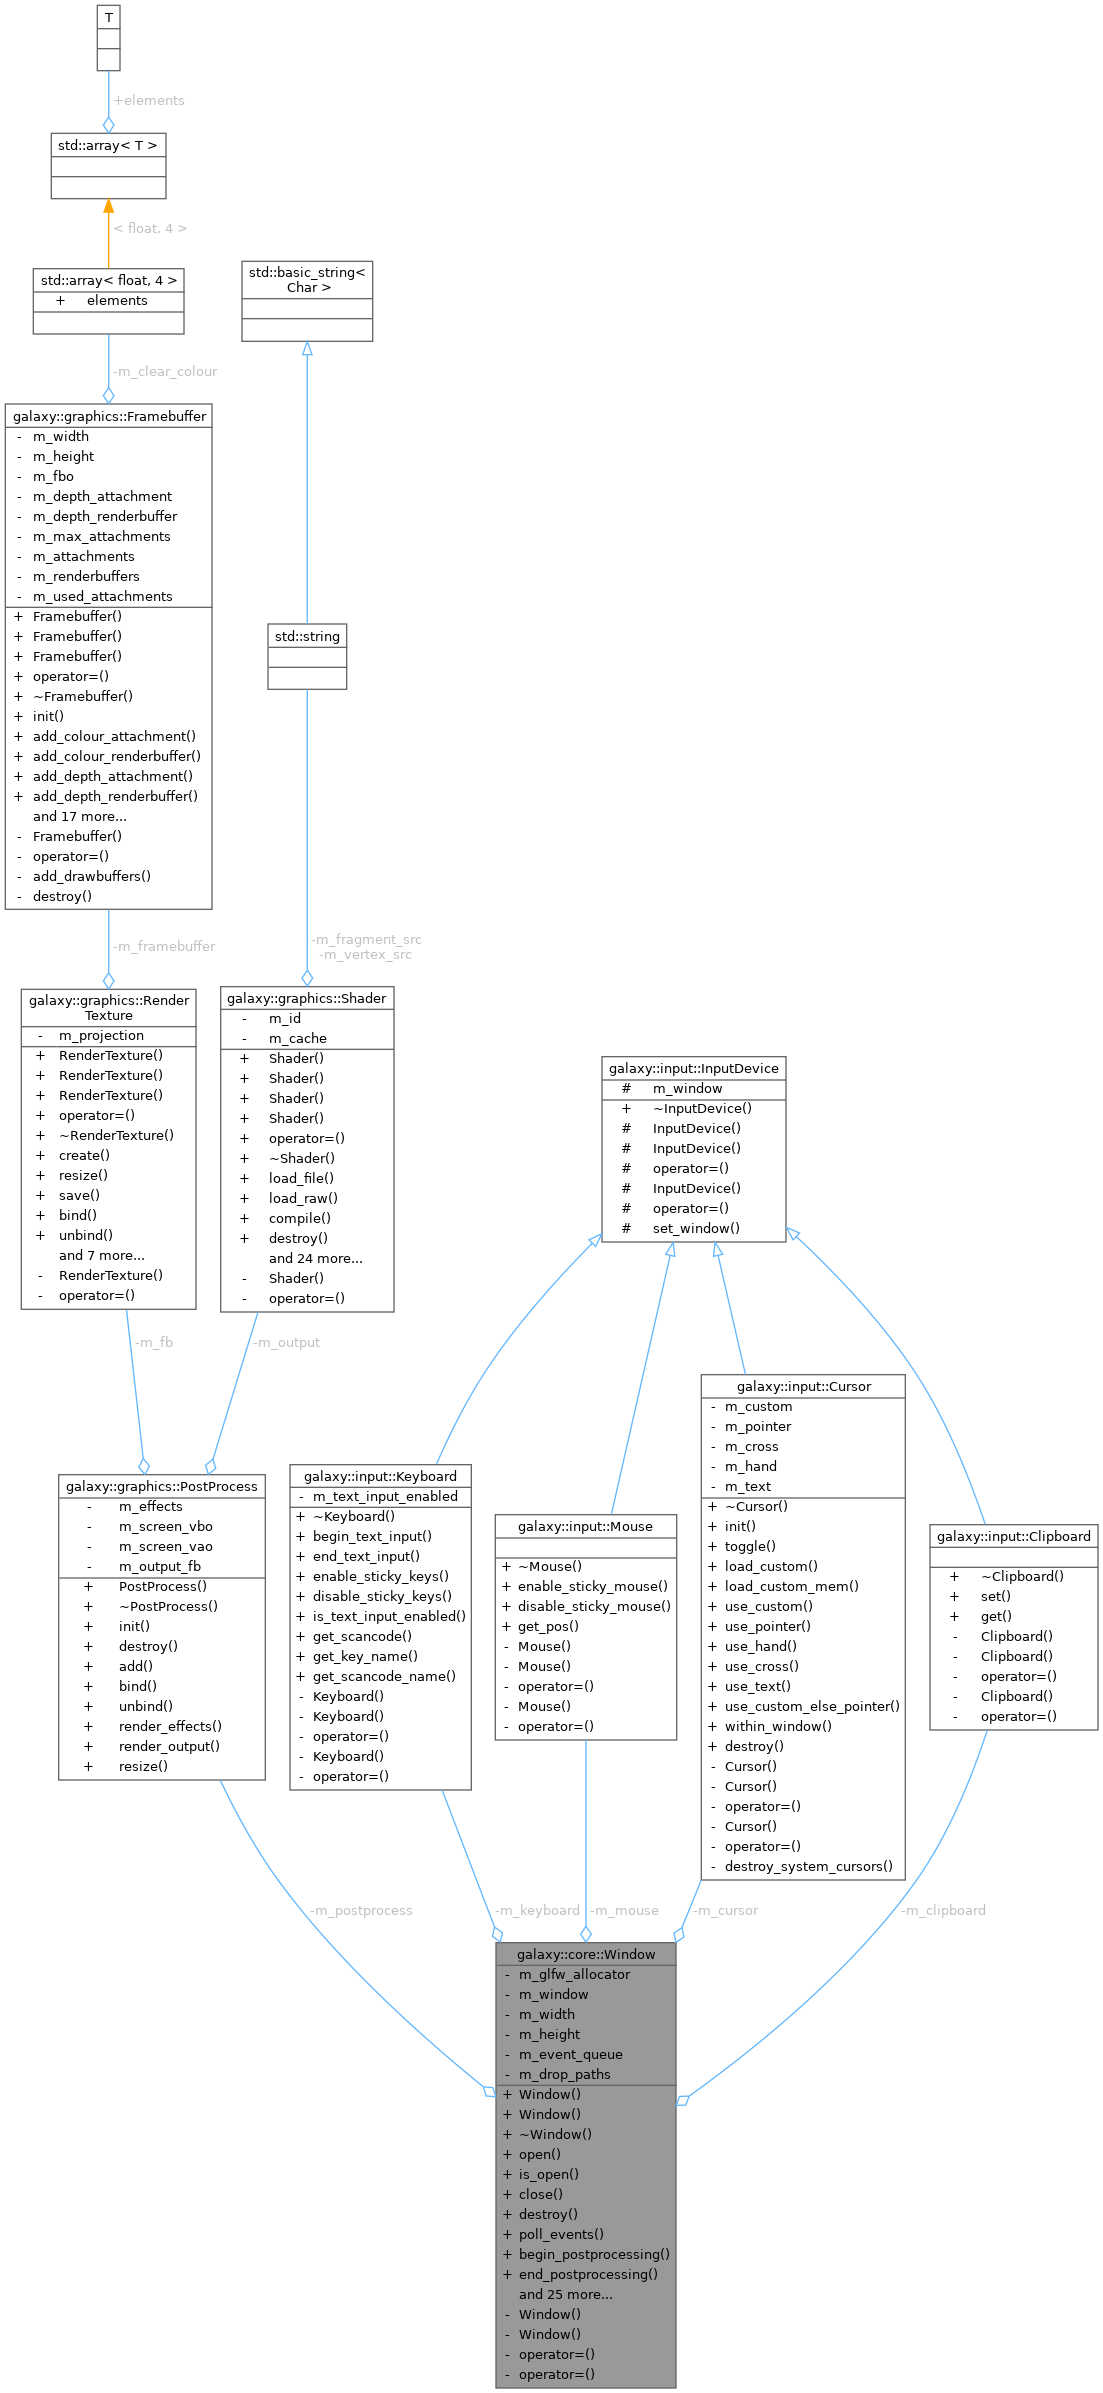 T
+elements
std::array< T >
< float, 4 >
std::array< float, 4 >
+ elements
std::basic_string<
Char >
-m_clear_colour
galaxy::graphics::Framebuffer
- m_width
- m_height
- m_fbo
- m_depth_attachment
- m_depth_renderbuffer
- m_max_attachments
- m_attachments
- m_renderbuffers
- m_used_attachments
+ Framebuffer()
+ Framebuffer()
+ Framebuffer()
+ operator=()
+ ~Framebuffer()
+ init()
+ add_colour_attachment()
+ add_colour_renderbuffer()
+ add_depth_attachment()
+ add_depth_renderbuffer()
and 17 more...
- Framebuffer()
- operator=()
- add_drawbuffers()
- destroy()
std::string
-m_framebuffer
-m_fragment_src
-m_vertex_src
galaxy::graphics::Render
Texture
- m_projection
+ RenderTexture()
+ RenderTexture()
+ RenderTexture()
+ operator=()
+ ~RenderTexture()
+ create()
+ resize()
+ save()
+ bind()
+ unbind()
and 7 more...
- RenderTexture()
- operator=()
galaxy::graphics::Shader
- m_id
- m_cache
+ Shader()
+ Shader()
+ Shader()
+ Shader()
+ operator=()
+ ~Shader()
+ load_file()
+ load_raw()
+ compile()
+ destroy()
and 24 more...
- Shader()
- operator=()
galaxy::input::InputDevice
# m_window
+ ~InputDevice()
# InputDevice()
# InputDevice()
# operator=()
# InputDevice()
# operator=()
# set_window()
-m_fb
-m_output
galaxy::graphics::PostProcess
- m_effects
- m_screen_vbo
- m_screen_vao
- m_output_fb
+ PostProcess()
+ ~PostProcess()
+ init()
+ destroy()
+ add()
+ bind()
+ unbind()
+ render_effects()
+ render_output()
+ resize()
galaxy::input::Keyboard
- m_text_input_enabled
+ ~Keyboard()
+ begin_text_input()
+ end_text_input()
+ enable_sticky_keys()
+ disable_sticky_keys()
+ is_text_input_enabled()
+ get_scancode()
+ get_key_name()
+ get_scancode_name()
- Keyboard()
- Keyboard()
- operator=()
- Keyboard()
- operator=()
galaxy::input::Mouse
+ ~Mouse()
+ enable_sticky_mouse()
+ disable_sticky_mouse()
+ get_pos()
- Mouse()
- Mouse()
- operator=()
- Mouse()
- operator=()
galaxy::input::Cursor
- m_custom
- m_pointer
- m_cross
- m_hand
- m_text
+ ~Cursor()
+ init()
+ toggle()
+ load_custom()
+ load_custom_mem()
+ use_custom()
+ use_pointer()
+ use_hand()
+ use_cross()
+ use_text()
+ use_custom_else_pointer()
+ within_window()
+ destroy()
- Cursor()
- Cursor()
- operator=()
- Cursor()
- operator=()
- destroy_system_cursors()
galaxy::input::Clipboard
+ ~Clipboard()
+ set()
+ get()
- Clipboard()
- Clipboard()
- operator=()
- Clipboard()
- operator=()
-m_postprocess
-m_keyboard
-m_mouse
-m_cursor
-m_clipboard
galaxy::core::Window
- m_glfw_allocator
- m_window
- m_width
- m_height
- m_event_queue
- m_drop_paths
+ Window()
+ Window()
+ ~Window()
+ open()
+ is_open()
+ close()
+ destroy()
+ poll_events()
+ begin_postprocessing()
+ end_postprocessing()
and 25 more...
- Window()
- Window()
- operator=()
- operator=()